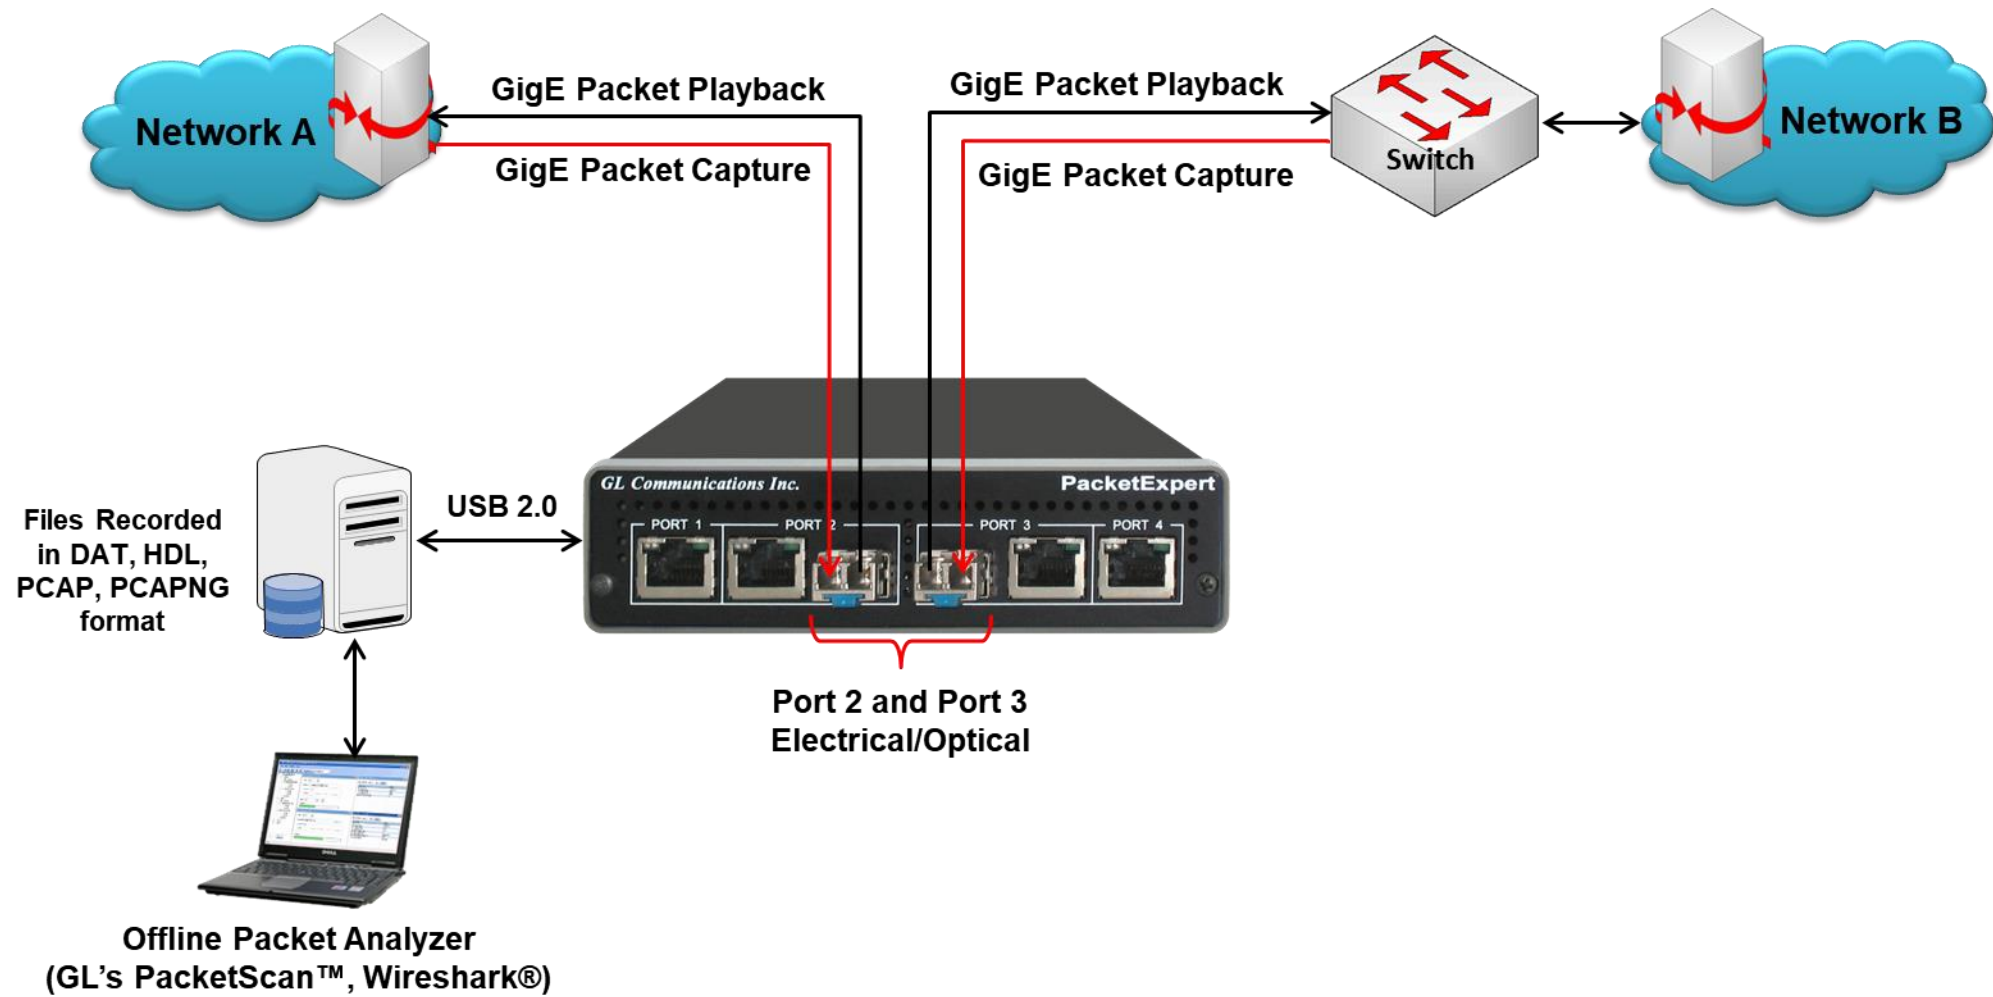 GigE Packet Playback
GigE Packet Playback
Network A
Network B
GigE Packet Capture
GigE Packet Capture
Switch
Files Recorded
in DAT, HDL,
PCAP, PCAPNG
format
USB 2.0
GL Communications Inc.
PacketExpert
PORT 1
PORT 2
PORT 3
PORT 4
Port 2 and Port 3
Electrical/Optical
Offline Packet Analyzer
(GL's PacketScan™, Wireshark®)